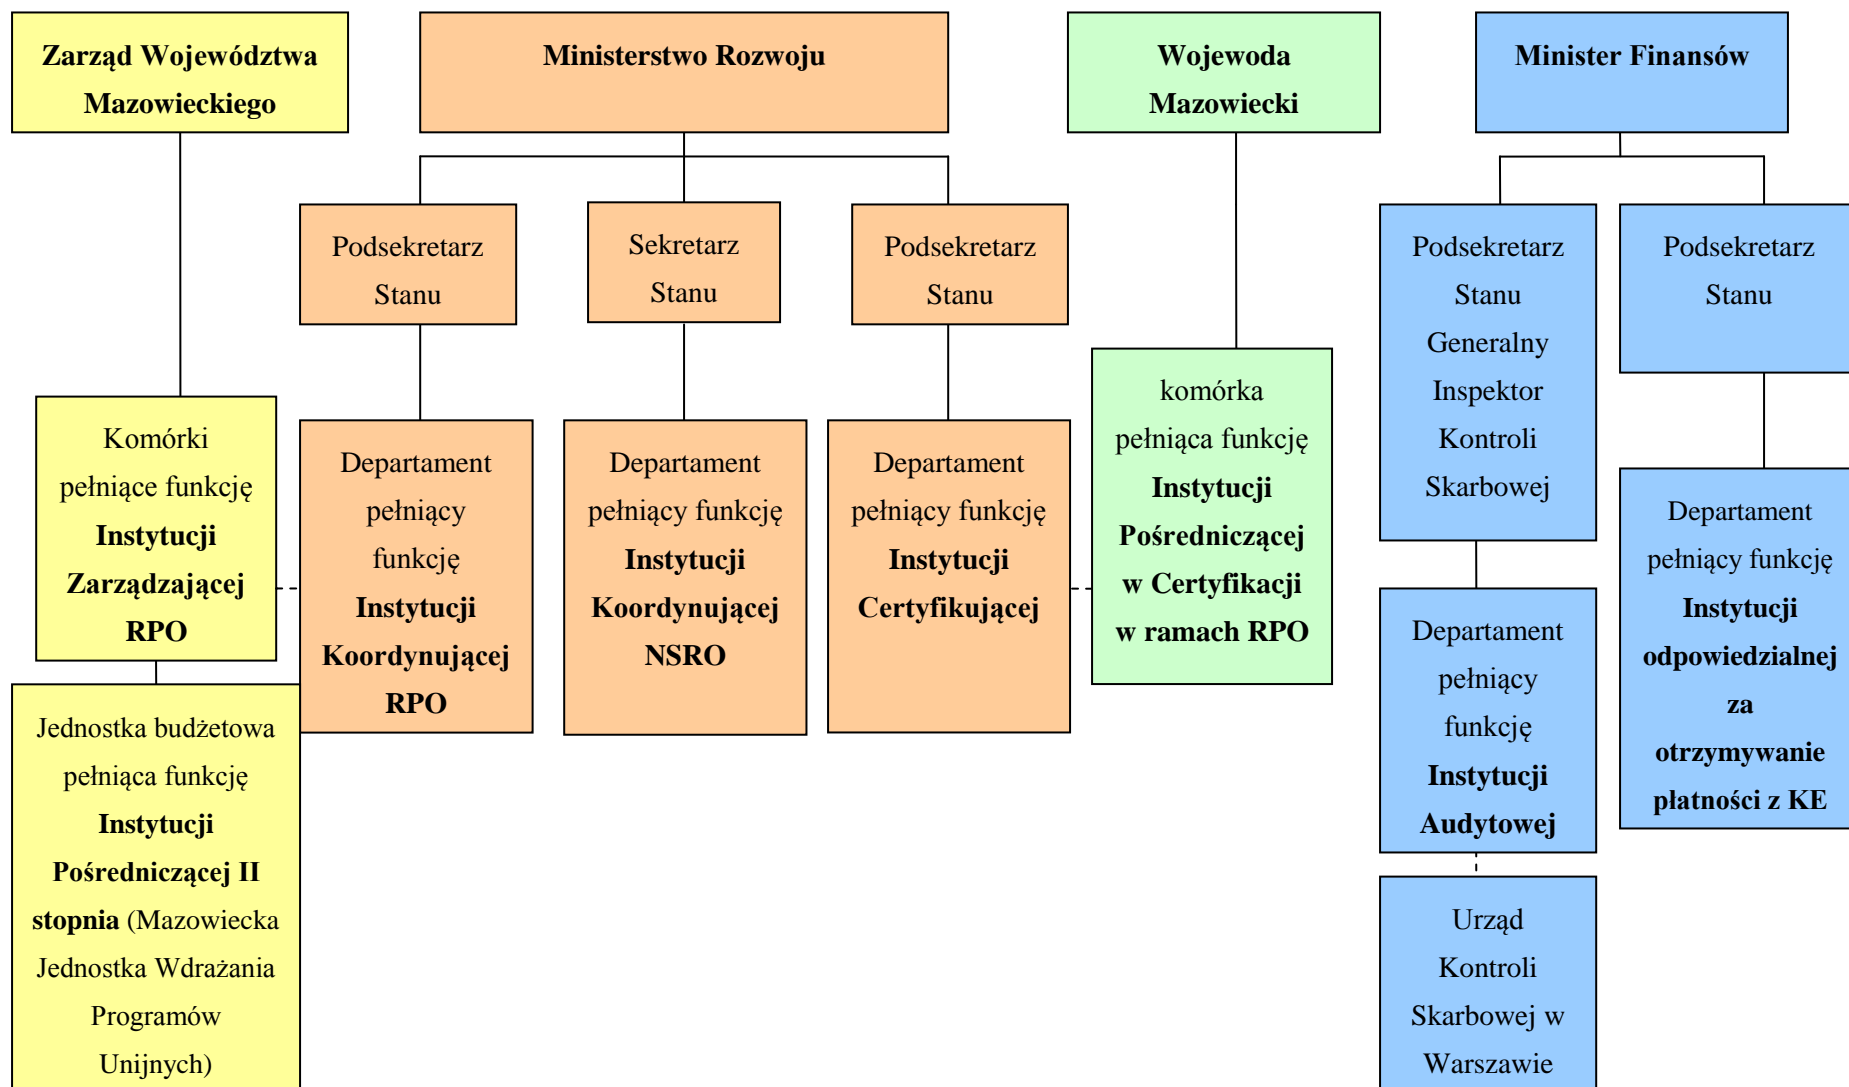 Zarząd Województwa
Mazowieckiego
Ministerstwo Rozwoju
Wojewoda
Mazowiecki
Minister Finansów
Podsekretarz
Stanu
Sekretarz
Stanu
Podsekretarz
Stanu
Podsekretarz
Stanu
Generalny
Inspektor
Kontroli
Skarbowej
Podsekretarz
Stanu
Komórki
pełniące funkcję
Instytucji
Zarządzającej
RPO
Departament
pełniący
funkcję
Instytucji
Koordynującej
RPO
Departament
pełniący funkcję
Instytucji
Koordynującej
NSRO
Departament
pełniący funkcję
Instytucji
Certyfikującej
komórka
pełniąca funkcję
Instytucji
Pośredniczącej
w Certyfikacji
w ramach RPO
Departament
pełniący funkcję
Instytucji
odpowiedzialnej
za
otrzymywanie
płatności z KE
Departament
pełniący
funkcję
Instytucji
Audytowej
Jednostka budżetowa
pełniąca funkcję
Instytucji
Pośredniczącej II
stopnia (Mazowiecka
Jednostka Wdrażania
Programów
Unijnych)
Urząd
Kontroli
Skarbowej w
Warszawie